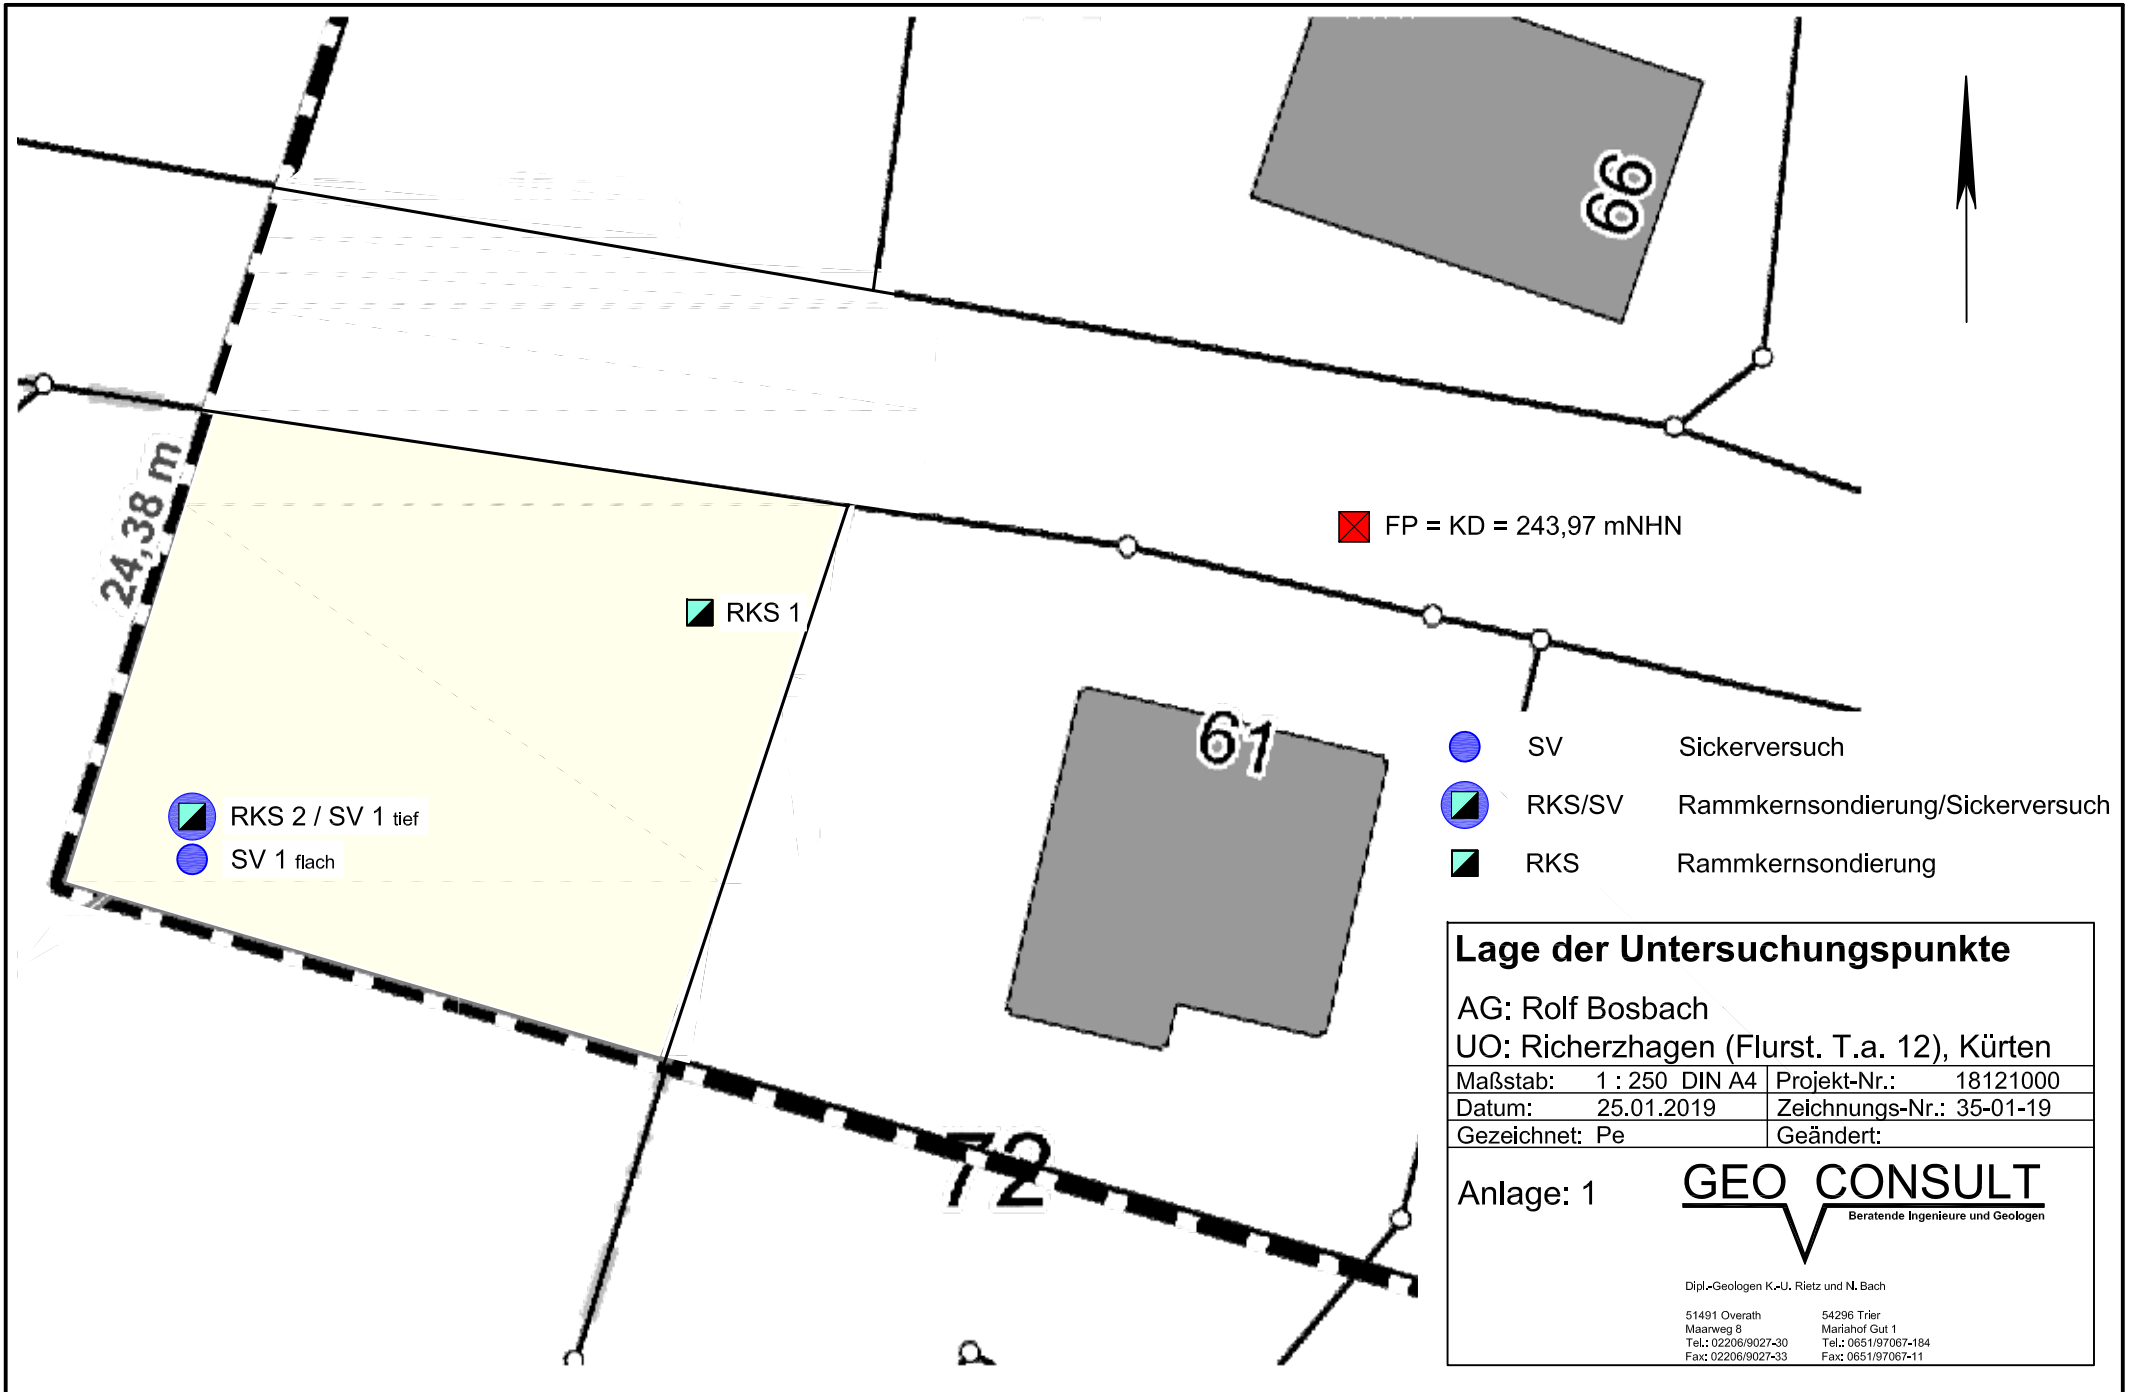 66
24,38 m
FP = KD = 243,97 mNHN
RKS 1
61
SV Sickerversuch
RKS/SV Rammkernsondierung/Sickerversuch
RKS Rammkernsondierung
RKS 2 / SV 1 tief
SV 1 flach
72
Lage der Untersuchungspunkte
AG: Rolf Bosbach
UO: Richerzhagen (Flurst. T.a. 12), Kürten
Maßstab: 1 : 250 DIN A4 Projekt-Nr.: 18121000
Datum: 25.01.2019 Zeichnungs-Nr.: 35-01-19
Gezeichnet: Pe Geändert:
Anlage: 1
GEO CONSULT
Beratende Ingenieure und Geologen
Dipl.-Geologen K.-U. Rietz und N. Bach
51491 Overath 54296 Trier
Maarweg 8 Mariahof Gut 1
Tel.: 02206/9027-30 Tel.: 0651/97067-184
Fax: 02206/9027-33 Fax: 0651/97067-11